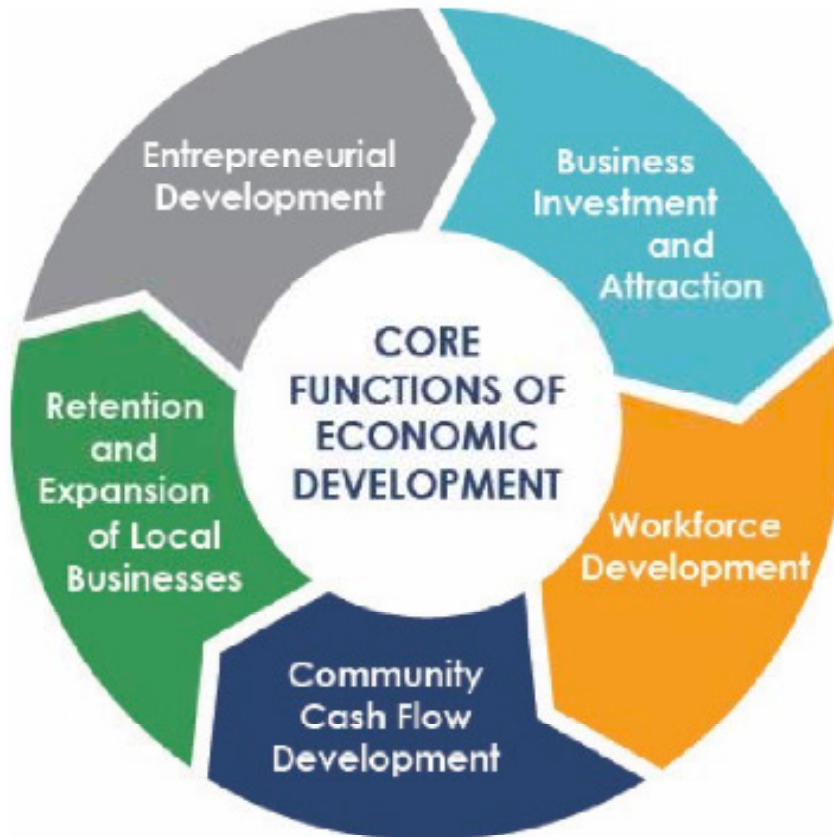 Entrepreneurial
Development
Business
Investment
and
Attraction
CORE
FUNCTIONS OF
ECONOMIC
DEVELOPMENT
Retention
and
Expansion
of Local
Businesses
Workforce
Development
Community
Cash Flow
Development